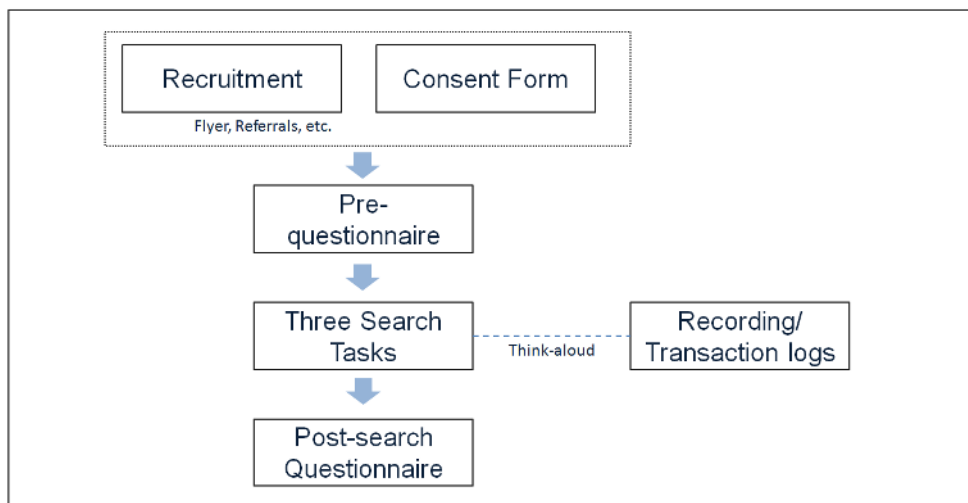 Recruitment
Consent Form
Flyer, Referrals, etc.
Pre-
questionnaire
Three Search
Tasks
Think-aloud
Recording/
Transaction logs
Post-search
Questionnaire